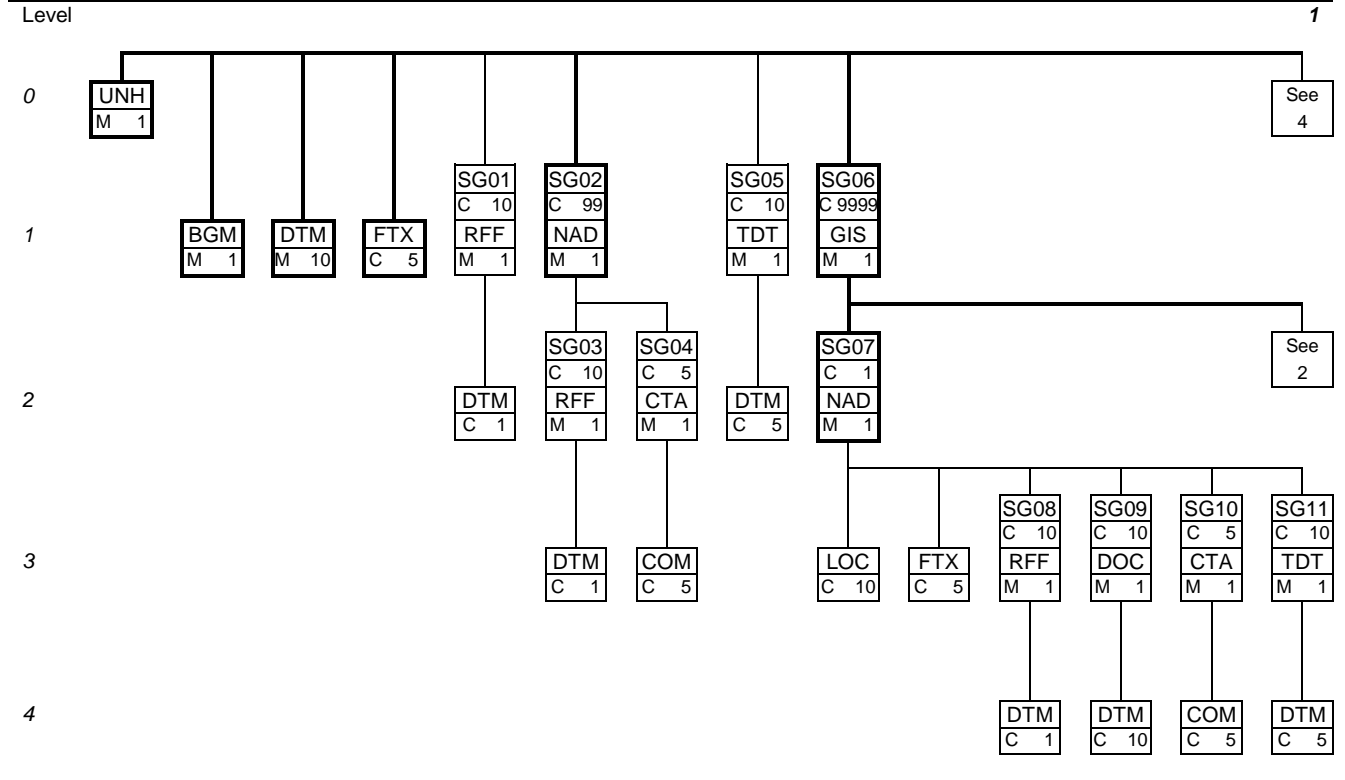 Level 1
0 UNH See
M 1 4
SG01 SG02 SG05 SG06
C 10 C 99 C 10 C 9999
1 BGM DTM FTX RFF NAD TDT GIS
M 1 M 10 C 5 M 1 M 1 M 1 M 1
SG03 SG04 SG07 See
C 10 C 5 C 1 2
2 DTM RFF CTA DTM NAD
C 1 M 1 M 1 C 5 M 1
SG08 SG09 SG10 SG11
C 10 C 10 C 5 C 10
3 DTM COM LOC FTX RFF DOC CTA TDT
C 1 C 5 C 10 C 5 M 1 M 1 M 1 M 1
4 DTM DTM COM DTM
C 1 C 10 C 5 C 5